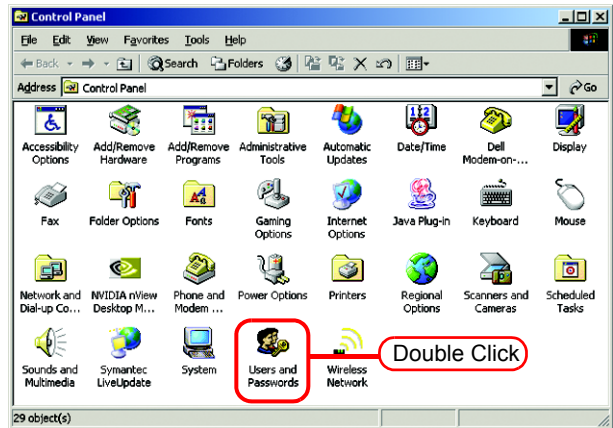 Control Panel
File Edit View Favorites Tools Help
Back Search Folders
Address Control Panel Go
Accessibility Options
Add/Remove Hardware
Add/Remove Programs
Administrative Tools
Automatic Updates
Date/Time
Dell Modem-on-...
Display
Fax
Folder Options
Fonts
Gaming Options
Internet Options
Java Plug-in
Keyboard
Mouse
Network and Dial-up Co...
NVIDIA nView Desktop M...
Phone and Modem ...
Power Options
Printers
Regional Options
Scanners and Cameras
Scheduled Tasks
Sounds and Multimedia
Symantec LiveUpdate
System
Users and Passwords
Wireless Network
Double Click
29 object(s)